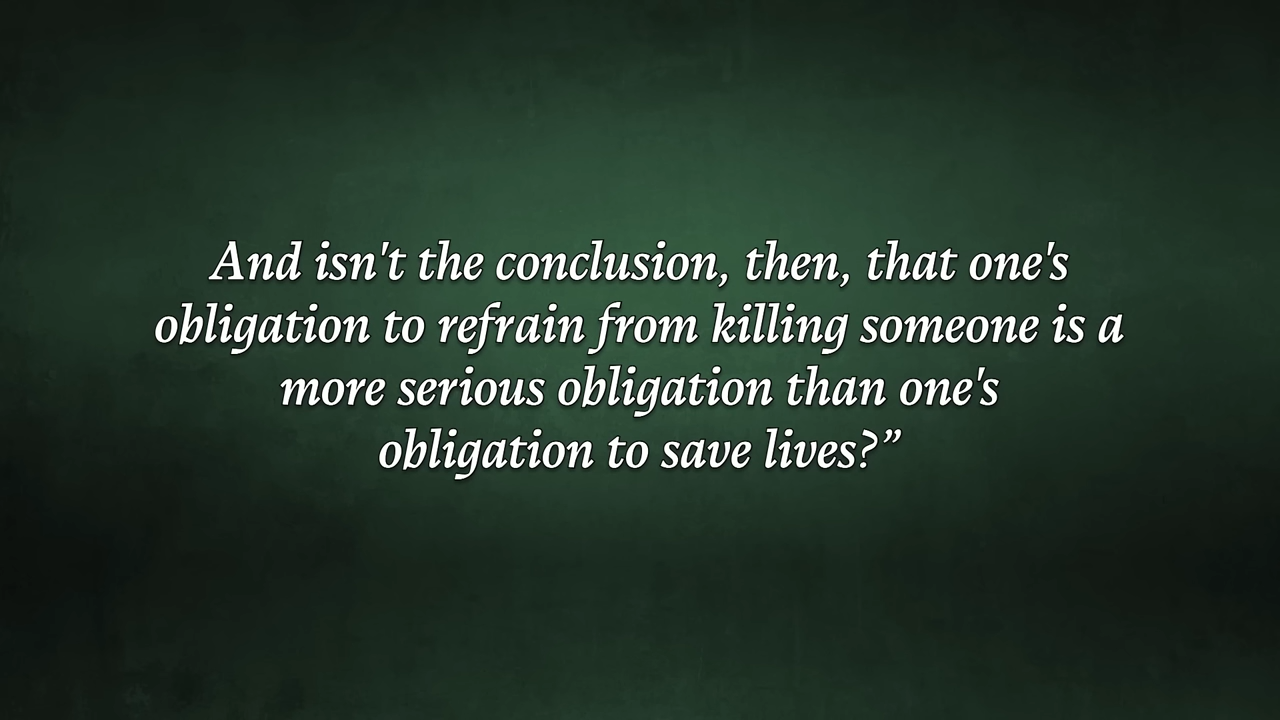 And isn't the conclusion, then, that one's
obligation to refrain from killing someone is a
more serious obligation than one's
obligation to save lives?”